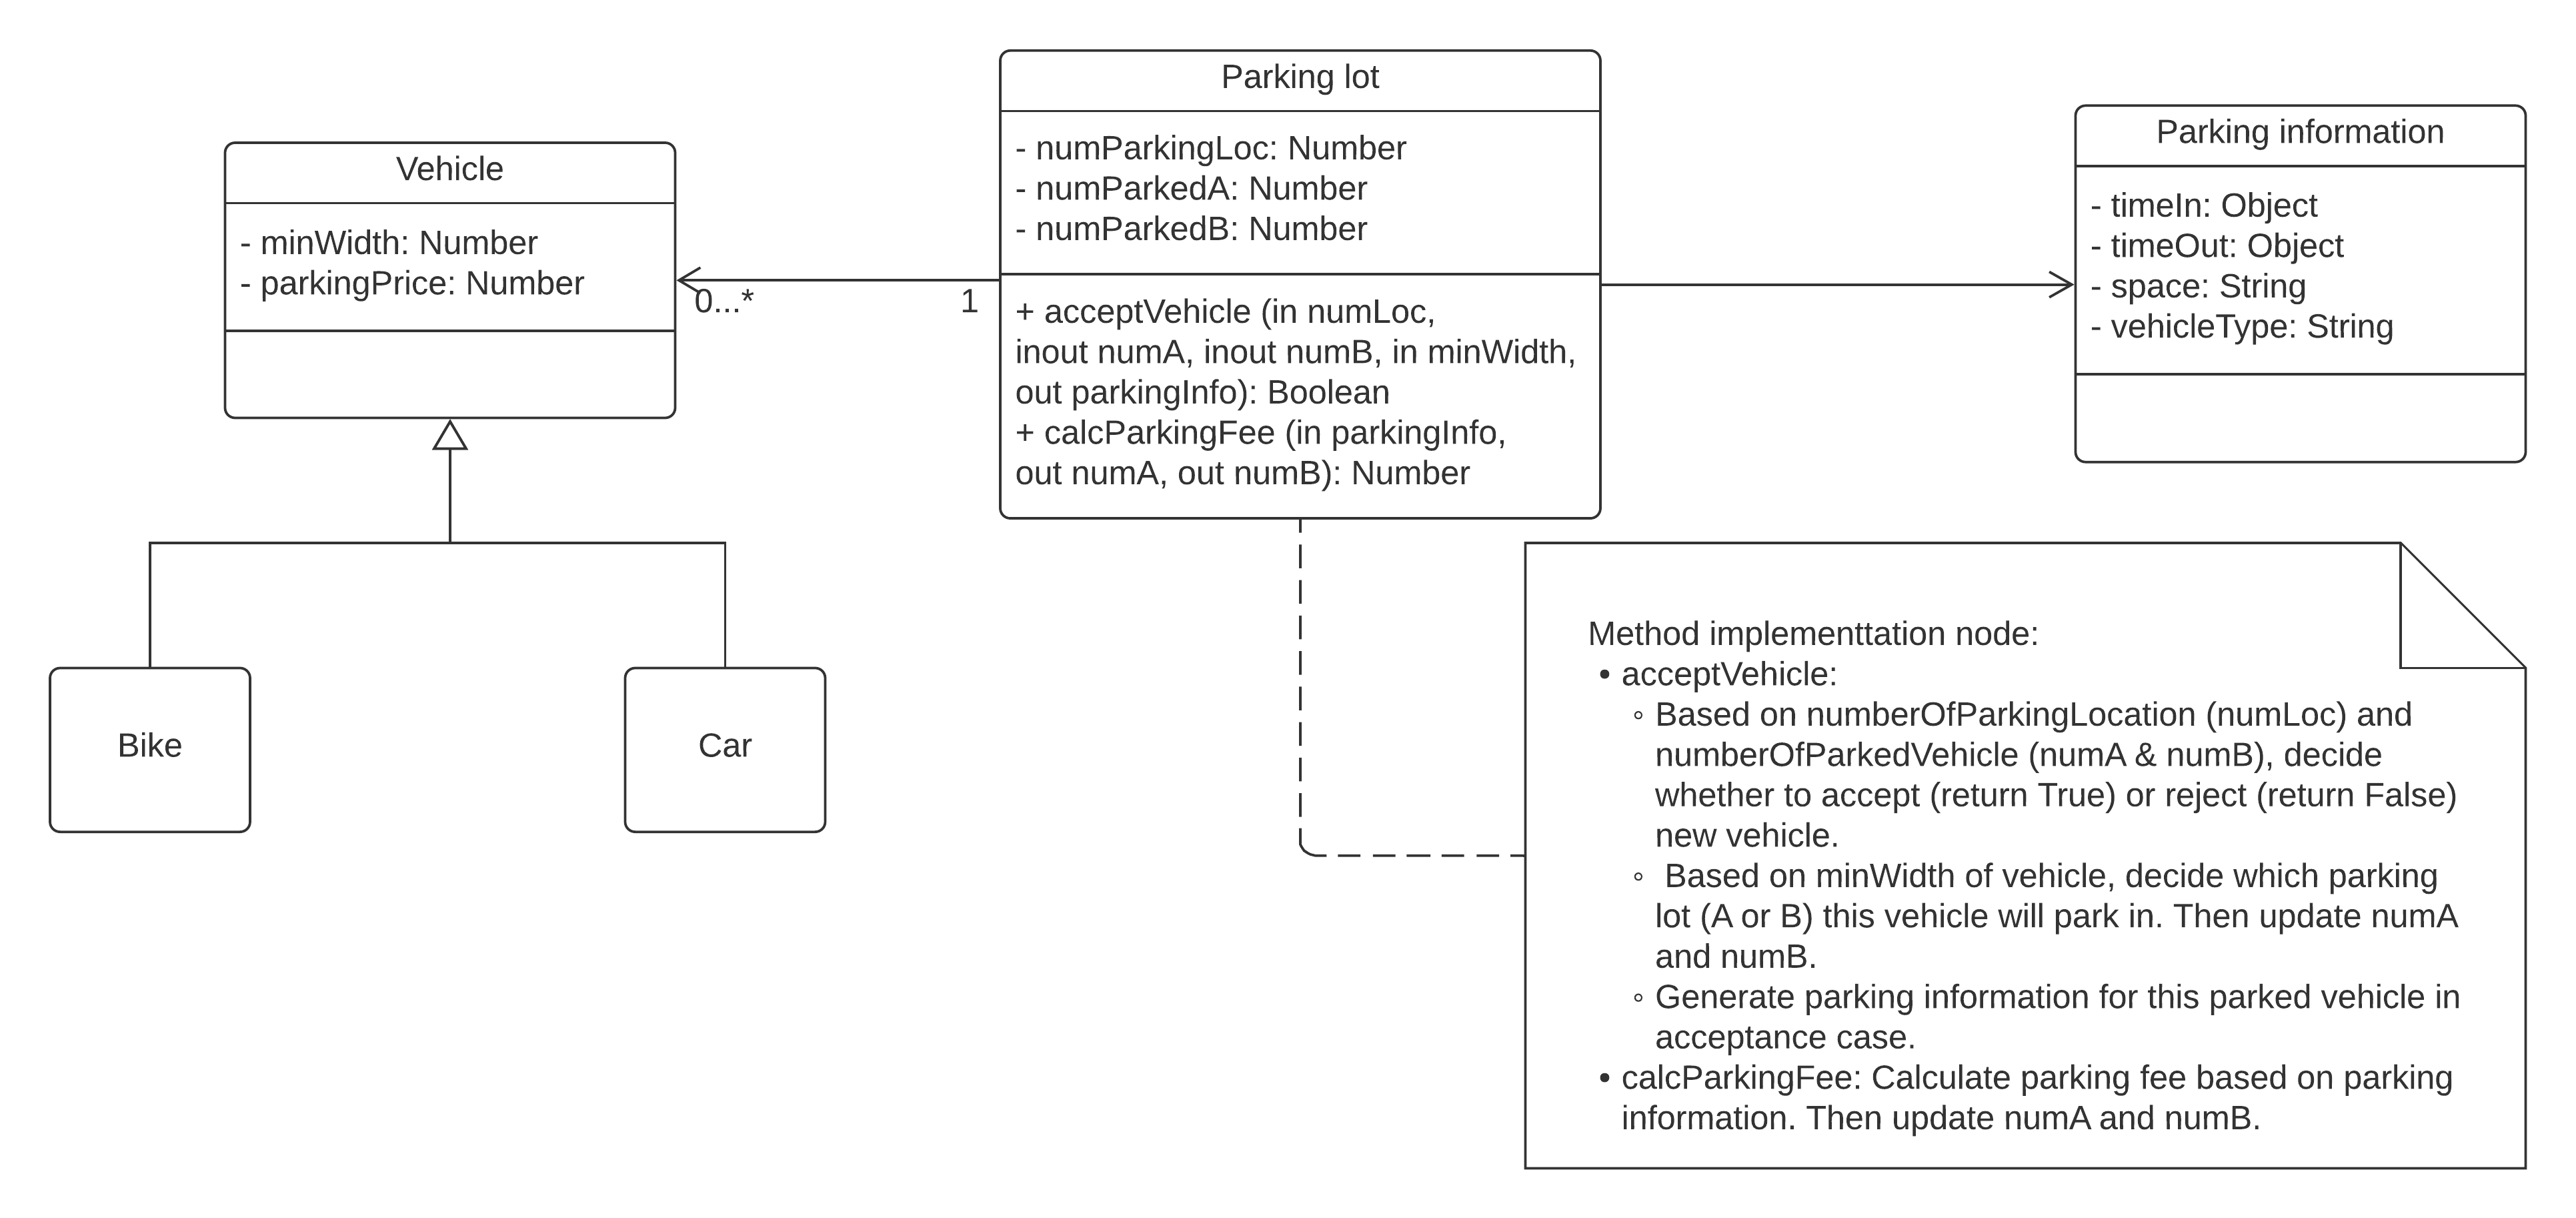 Vehicle
- minWidth: Number
- parkingPrice: Number
0...*
1
Parking lot
- numParkingLoc: Number
- numParkedA: Number
- numParkedB: Number
+ acceptVehicle (in numLoc,
inout numA, inout numB, in minWidth,
out parkingInfo): Boolean
+ calcParkingFee (in parkingInfo,
out numA, out numB): Number
Parking information
- timeIn: Object
- timeOut: Object
- space: String
- vehicleType: String
Bike
Car
Method implementtation node:
• acceptVehicle:
◦ Based on numberOfParkingLocation (numLoc) and
numberOfParkedVehicle (numA & numB), decide
whether to accept (return True) or reject (return False)
new vehicle.
◦ Based on minWidth of vehicle, decide which parking
lot (A or B) this vehicle will park in. Then update numA
and numB.
◦ Generate parking information for this parked vehicle in
acceptance case.
• calcParkingFee: Calculate parking fee based on parking
information. Then update numA and numB.